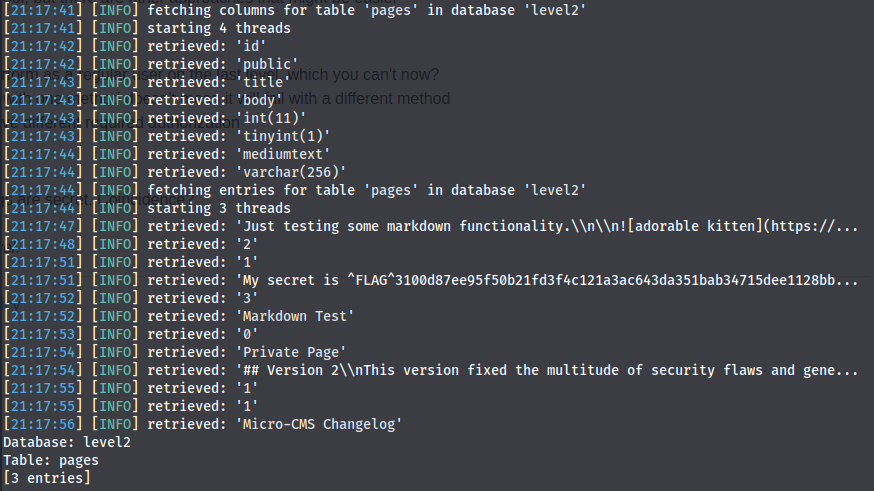 [21:17:41] [INFO] fetching columns for table 'pages' in database 'level2'
[21:17:41] [INFO] starting 4 threads
[21:17:42] [INFO] retrieved: 'id'
[21:17:42] [INFO] retrieved: 'public'
[21:17:43] [INFO] retrieved: 'title'
[21:17:43] [INFO] retrieved: 'body'
[21:17:43] [INFO] retrieved: 'int(11)'
[21:17:43] [INFO] retrieved: 'tinyint(1)'
[21:17:44] [INFO] retrieved: 'mediumtext'
[21:17:44] [INFO] retrieved: 'varchar(256)'
[21:17:44] [INFO] fetching entries for table 'pages' in database 'level2'
[21:17:44] [INFO] starting 3 threads
[21:17:47] [INFO] retrieved: 'Just testing some markdown functionality.\\n\\n![adorable kitten](https://...
[21:17:48] [INFO] retrieved: '2'
[21:17:51] [INFO] retrieved: '1'
[21:17:51] [INFO] retrieved: 'My secret is ^FLAG^3100d87ee95f50b21fd3f4c121a3ac643da351bab34715dee1128bb...
[21:17:52] [INFO] retrieved: '3'
[21:17:52] [INFO] retrieved: 'Markdown Test'
[21:17:53] [INFO] retrieved: '0'
[21:17:54] [INFO] retrieved: 'Private Page'
[21:17:54] [INFO] retrieved: '## Version 2\\nThis version fixed the multitude of security flaws and gene...
[21:17:55] [INFO] retrieved: '1'
[21:17:55] [INFO] retrieved: '1'
[21:17:56] [INFO] retrieved: 'Micro-CMS Changelog'
Database: level2
Table: pages
[3 entries]